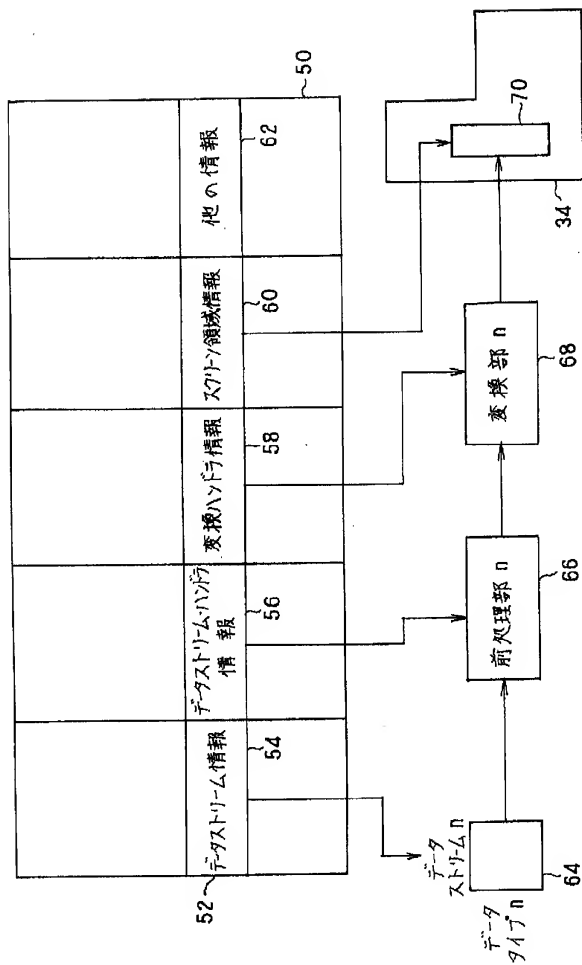 50
52
データストリーム情報
54
データストリーム・ハンドラ
情報
56
変換ハンドラ情報
58
スクリーン領域情報
60
他の情報
62
データ
ストリーム n
データ
タイプ n
64
前処理部 n
66
変換部 n
68
70
34